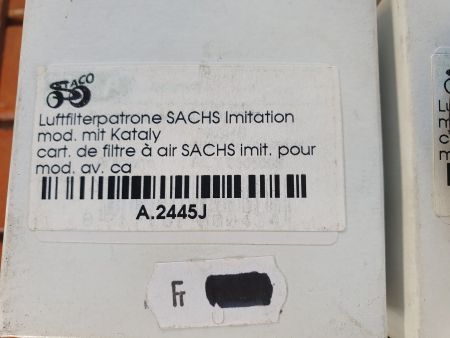 STACO
Luftfilterpatrone SACHS Imitation
mod. mit Kataly
cart. de filtre à air SACHS imit. pour
mod. av. ca
A.2445J
Fr